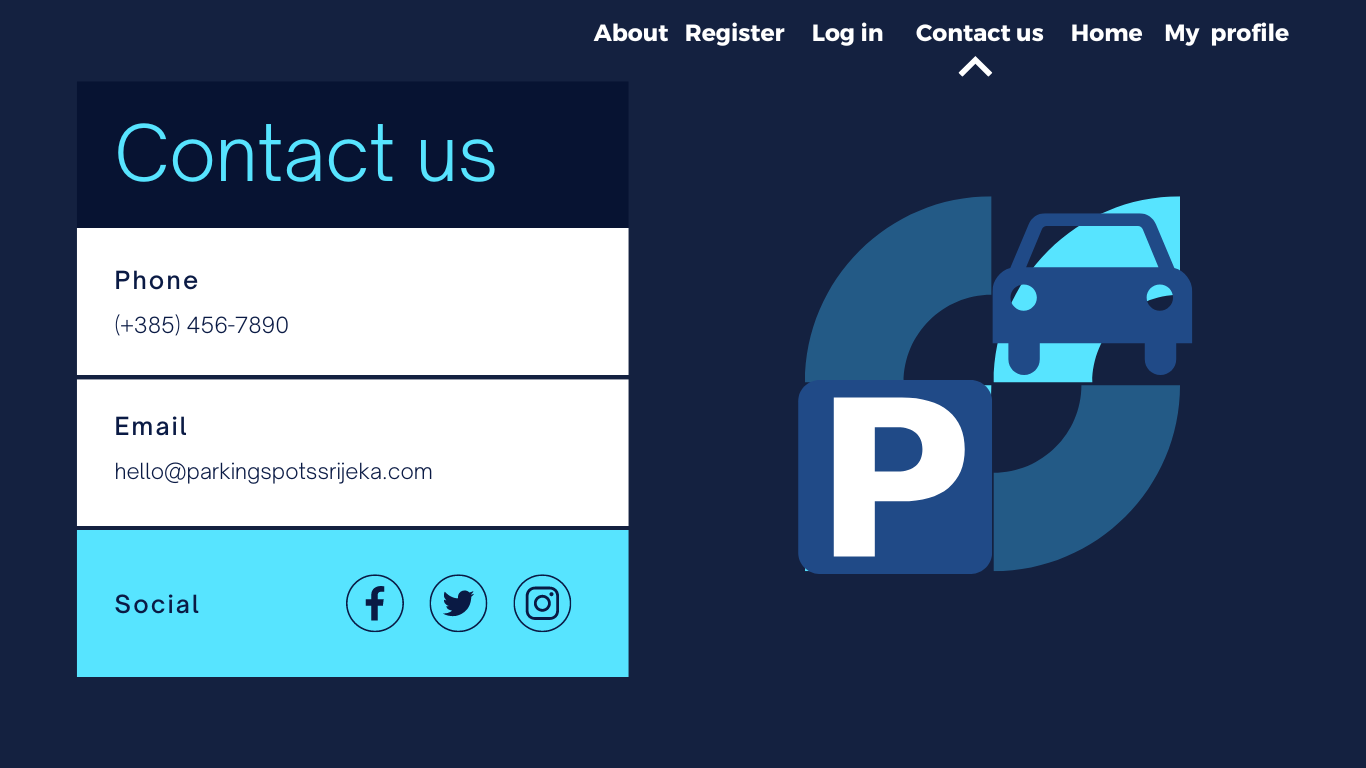 About Register Log in Contact us Home My profile
Contact us
Phone
(+385) 456-7890
Email
hello@parkingspotssrijeka.com
Social
P